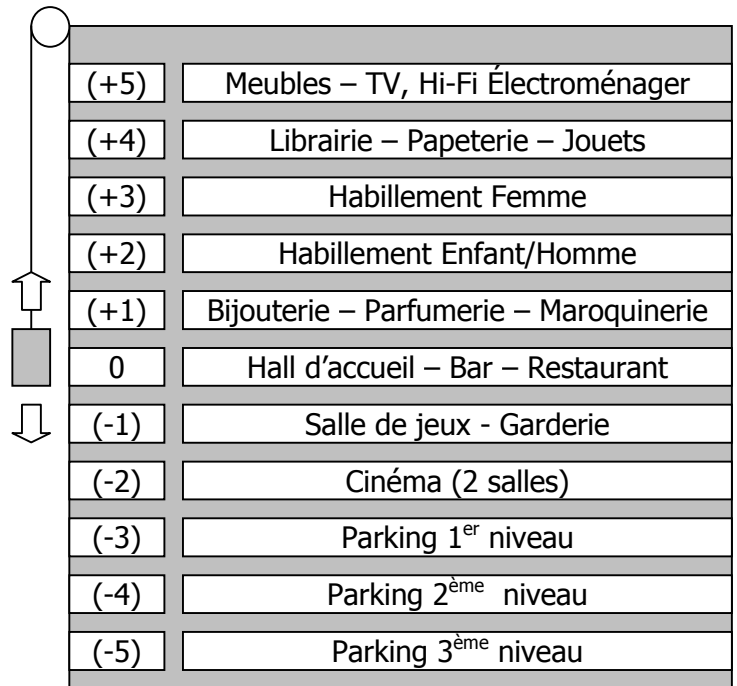 (+5) Meubles – TV, Hi-Fi Électroménager
(+4) Librairie – Papeterie – Jouets
(+3) Habillement Femme
(+2) Habillement Enfant/Homme
(+1) Bijouterie – Parfumerie – Maroquinerie
0 Hall d’accueil – Bar – Restaurant
(-1) Salle de jeux - Garderie
(-2) Cinéma (2 salles)
(-3) Parking 1er niveau
(-4) Parking 2ème niveau
(-5) Parking 3ème niveau